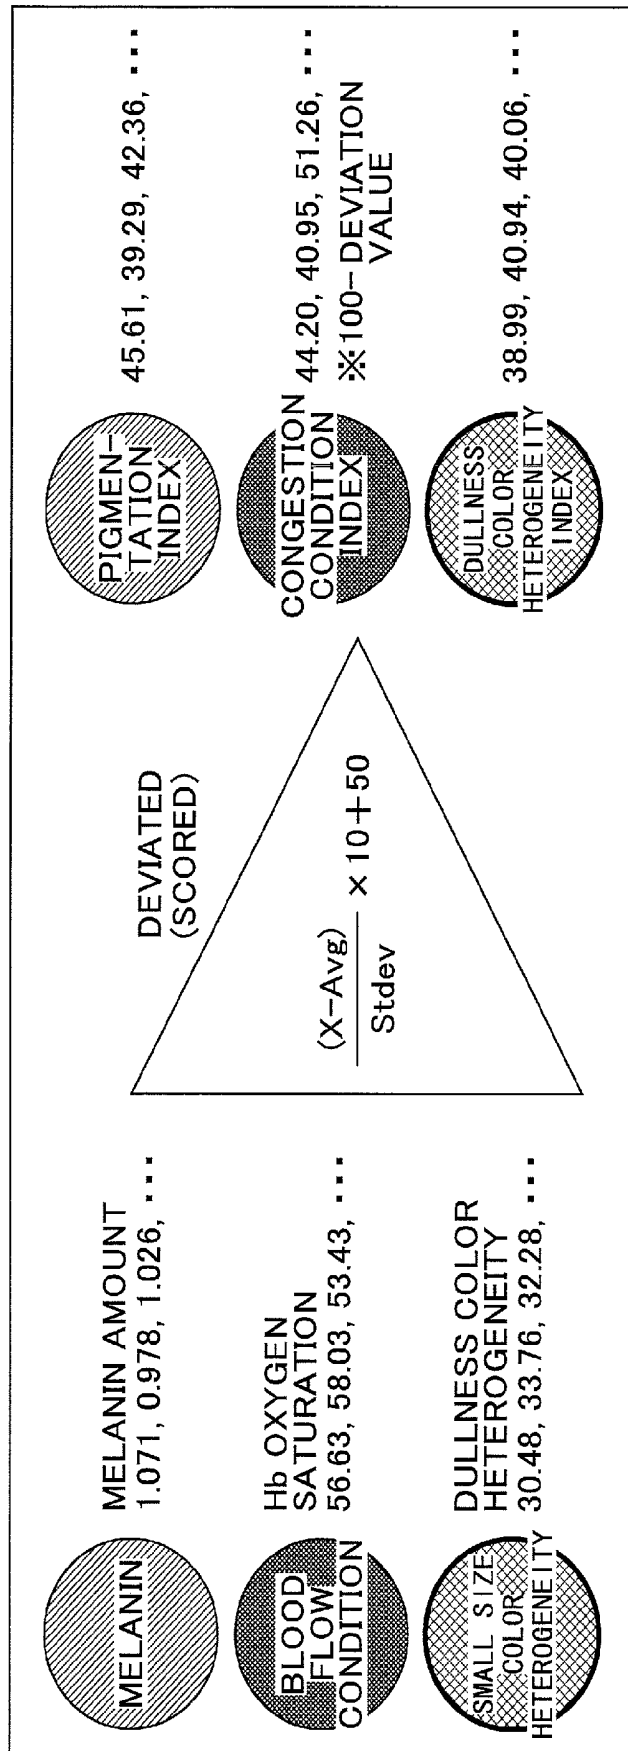 MELANIN
MELANIN AMOUNT
1.071, 0.978, 1.026, ···
BLOOD
FLOW
CONDITION
Hb OXYGEN
SATURATION
56.63, 58.03, 53.43, ···
SMALL SIZE
COLOR
HETEROGENEITY
DULLNESS COLOR
HETEROGENEITY
30.48, 33.76, 32.28, ···
DEVIATED
(SCORED)
(X-Avg)
Stdev
×10+50
PIGMEN-
TATION
INDEX
45.61, 39.29, 42.36, ···
CONGESTION
CONDITION
INDEX
44.20, 40.95, 51.26, ···
※100-DEVIATION
VALUE
DULLNESS
COLOR
HETEROGENEITY
INDEX
38.99, 40.94, 40.06, ···